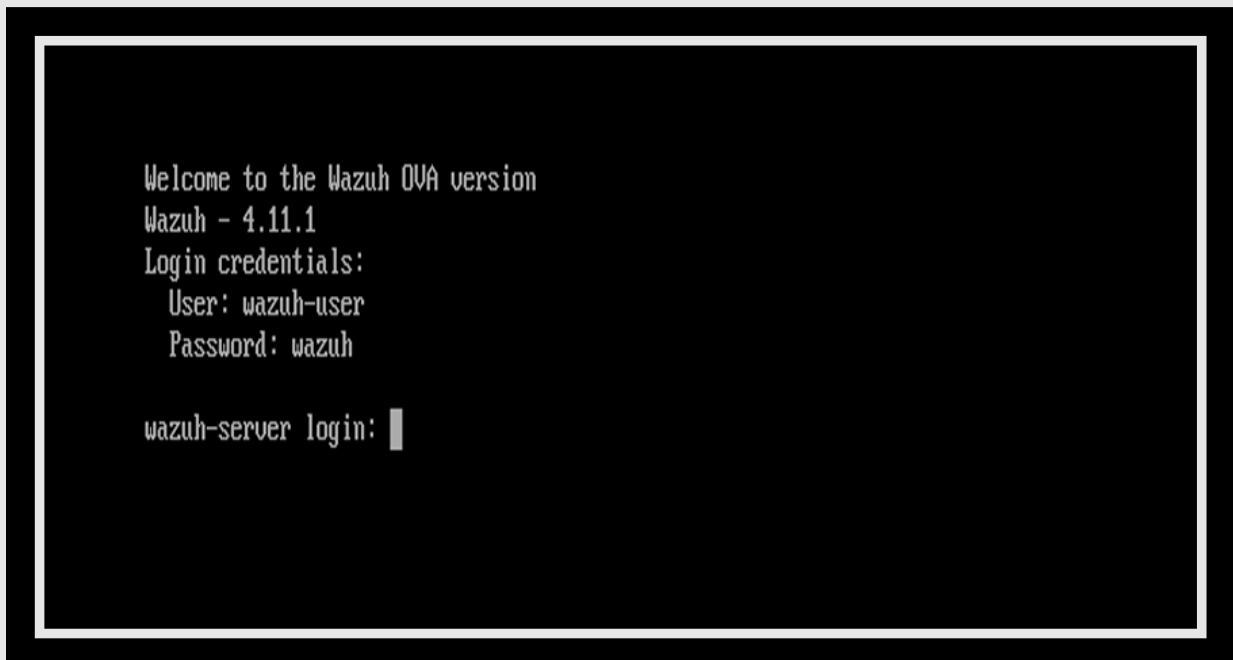 Welcome to the Wazuh OVA version
Wazuh - 4.11.1
Login credentials:
User: wazuh-user
Password: wazuh
wazuh-server login: